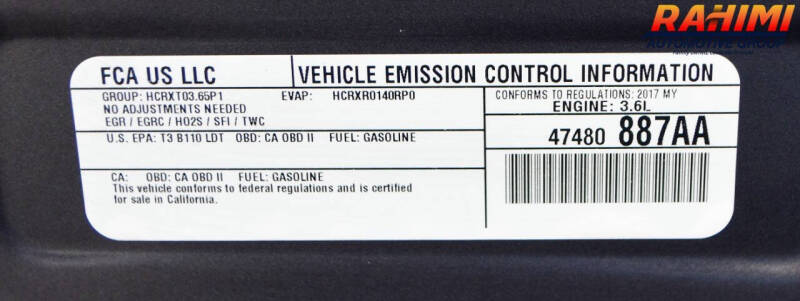 RAHIMI
AUTOMOTIVE GROUP
FCA US LLC
VEHICLE EMISSION CONTROL INFORMATION
GROUP: HCRXT03.65P1 EVAP: HCRXR0140RP0
NO ADJUSTMENTS NEEDED
EGR / EGRC / HO2S / SFI / TWC
CONFORMS TO REGULATIONS: 2017 MY
ENGINE: 3.6L
U.S. EPA: T3 B110 LDT OBD: CA OBD II FUEL: GASOLINE
47480 887AA
CA: OBD: CA OBD II FUEL: GASOLINE
This vehicle conforms to federal regulations and is certified
for sale in California.